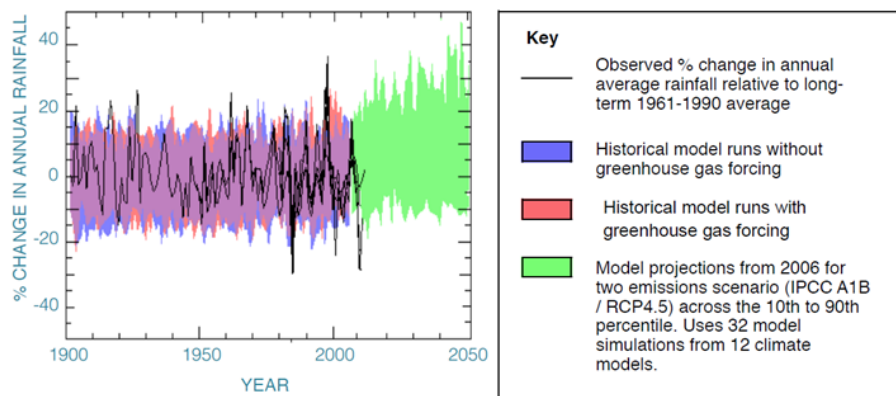 % CHANGE IN ANNUAL RAINFALL
40
20
0
-20
-40
1900
1950
2000
2050
YEAR
Key
Observed % change in annual
average rainfall relative to long-
term 1961-1990 average
Historical model runs without
greenhouse gas forcing
Historical model runs with
greenhouse gas forcing
Model projections from 2006 for
two emissions scenario (IPCC A1B
/ RCP4.5) across the 10th to 90th
percentile. Uses 32 model
simulations from 12 climate
models.